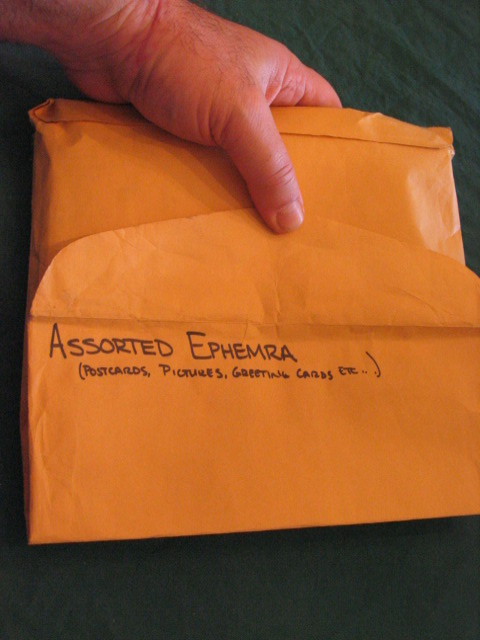 ASSORTED EPHEMRA
(POSTCARDS, PICTURES, GREETING CARDS ETC...)